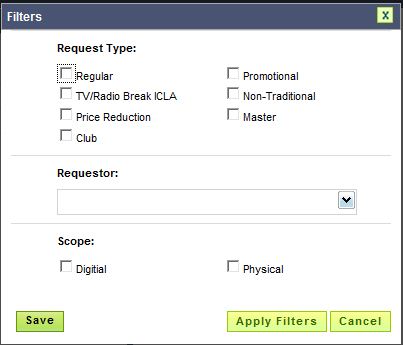 Filters X
Request Type:
Regular Promotional
TV/Radio Break ICLA Non-Traditional
Price Reduction Master
Club
Requestor:
Scope:
Digitial Physical
Save Apply Filters Cancel